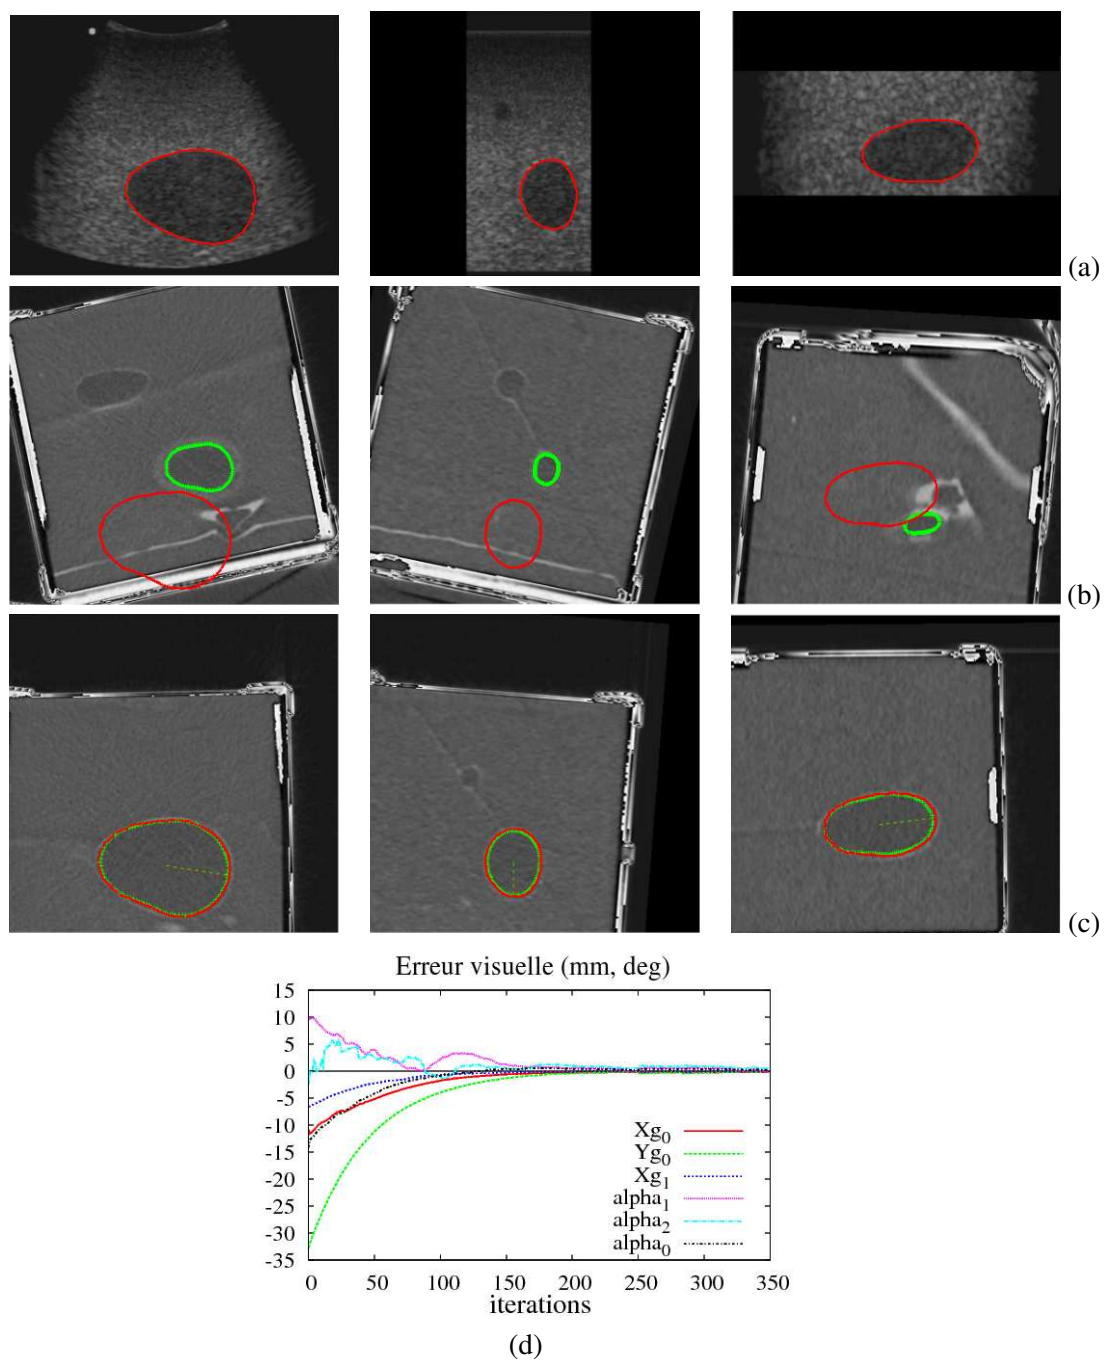 (a)
(b)
(c)
Erreur visuelle (mm, deg)
15
10
5
0
-5
-10
-15
-20
-25
-30
-35
Xg0
Yg0
Xg1
alpha1
alpha2
alpha0
0 50 100 150 200 250 300 350
iterations
(d)